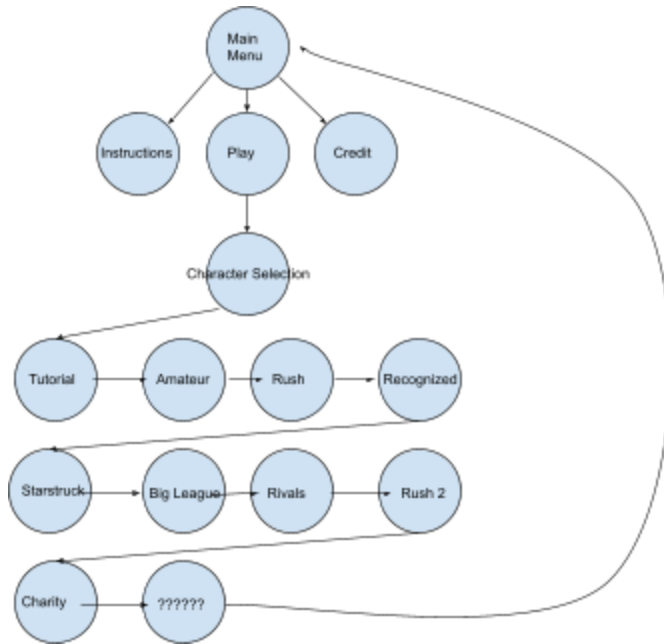 Main
Menu
Instructions
Play
Credit
Character Selection
Tutorial
Amateur
Rush
Recognized
Starstruck
Big League
Rivals
Rush 2
Charity
??????